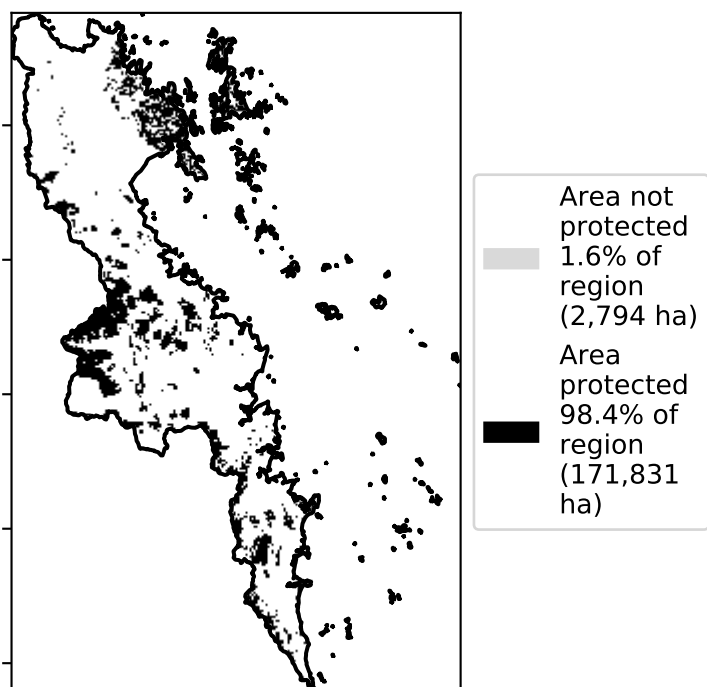 Area not
protected
1.6% of
region
(2,794 ha)
Area
protected
98.4% of
region
(171,831
ha)